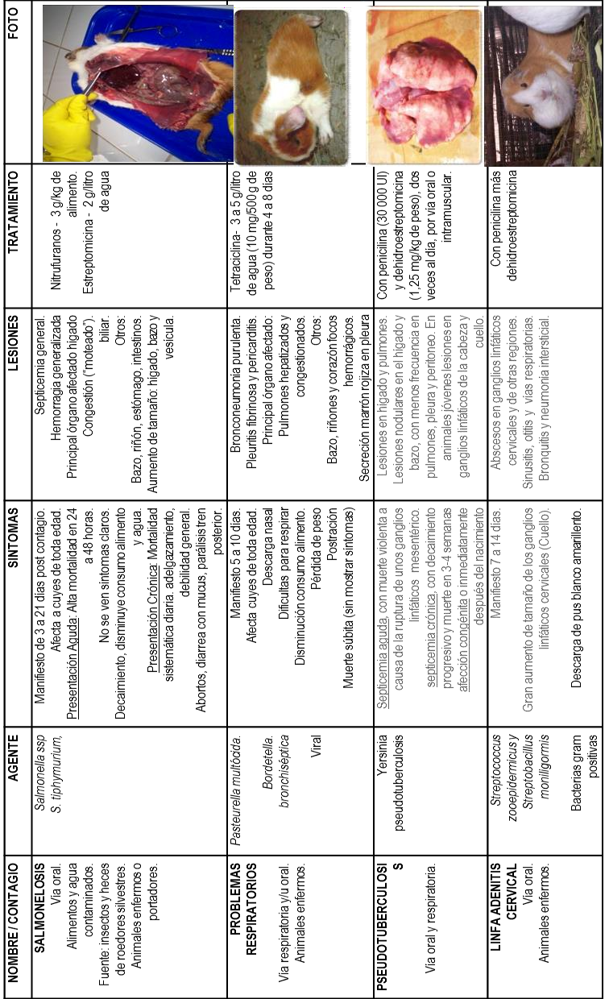 NOMBRE / CONTAGIO
AGENTE
SINTOMAS
LESIONES
TRATAMIENTO
FOTO
SALMONELOSIS
Vía oral.
Alimentos y agua
contaminados.
Fuente: insectos y heces
de roedores silvestres.
Animales enfermos o
portadores.
Salmonella ssp
S. tiphymurium,
Manifiesto de 3 a 21 días post contagio.
Afecta a cuyes de toda edad.
Presentación Aguda: Alta mortalidad en 24
a 48 horas.
No se ven síntomas claros.
Decaimiento, disminuye consumo alimento
y agua.
Presentación Crónica: Mortalidad
sistemática diaria, adelgazamiento,
debilidad general.
Abortos, diarrea con mucus, parálisis tren
posterior.
Septicemia general.
Hemorragia generalizada
Principal órgano afectado hígado
Congestión ("moteado").
biliar.
Otros:
Bazo, riñón, estómago, intestinos.
Aumento de tamaño: hígado, bazo y
vesícula.
Nitrufuranos - 3 g/kg de
alimento.
Estreptomicina - 2 g/litro
de agua
PROBLEMAS
RESPIRATORIOS
Vía respiratoria y/u oral.
Animales enfermos.
Pasteurella multócida.
Bordetella.
bronchiséptica
Viral
Manifiesto 5 a 10 días.
Afecta cuyes de toda edad.
Descarga nasal
Dificultas para respirar
Disminución consumo alimento.
Pérdida de peso
Postración
Muerte súbita (sin mostrar síntomas)
Bronconeumonía purulenta.
Pleuritis fibrinosa y pericarditis.
Principal órgano afectado:
Pulmones hepatizados y
congestionados.
Otros:
Bazo, riñones y corazón focos
hemorrágicos.
Secreción marrón rojiza en pleura
Tetraciclina- 3 a 5 g/litro
de agua (10 mg/500 g de
peso) durante 4 a 8 días
PSEUDOTUBERCULOSI
S
Vía oral y respiratoria.
Yersinia
pseudotuberculosis
Septicemia aguda, con muerte violenta a
causa de la ruptura de unos ganglios
linfáticos mesentérico.
septicemia crónica, con decaimiento
progresivo y muerte en 3-4 semanas
afección congénita o inmediatamente
después del nacimiento
Lesiones en hígado y pulmones.
Lesiones nodulares en el hígado y
bazo, con menos frecuencia en
pulmones, pleura y peritoneo. En
animales jóvenes lesiones en
ganglios linfáticos de la cabeza y
cuello.
Con penicilina (30 000 UI)
y dehidroestreptomicina
(1,25 mg/kg de peso), dos
veces al día, por vía oral o
intramuscular.
LINFA ADENITIS
CERVICAL
Vía oral.
Animales enfermos.
Streptococcus
zooepidermicus y
Streptobacillus
moniligormis
Bacterias gram
positivas
Manifiesto 7 a 14 días.
Gran aumento de tamaño de los ganglios
linfáticos cervicales (Cuello).
Descarga de pus blanco amarillento.
Abscesos en ganglios linfáticos
cervicales y de otras regiones.
Sinusitis, otitis y vías respiratorias.
Bronquitis y neumonía intersticial.
Con penicilina más
dehidroestreptomicina